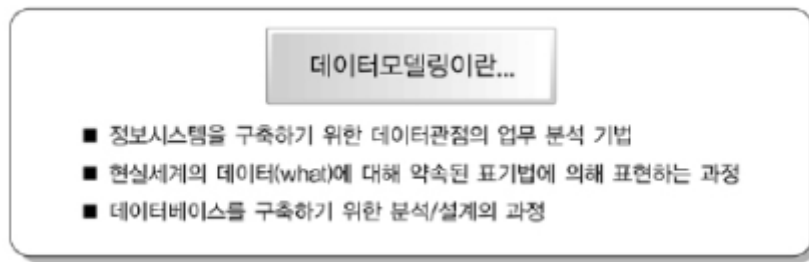 데이터모델링이란...
■ 정보시스템을 구축하기 위한 데이터관점의 업무 분석 기법
■ 현실세계의 데이터(what)에 대해 약속된 표기법에 의해 표현하는 과정
■ 데이터베이스를 구축하기 위한 분석/설계의 과정